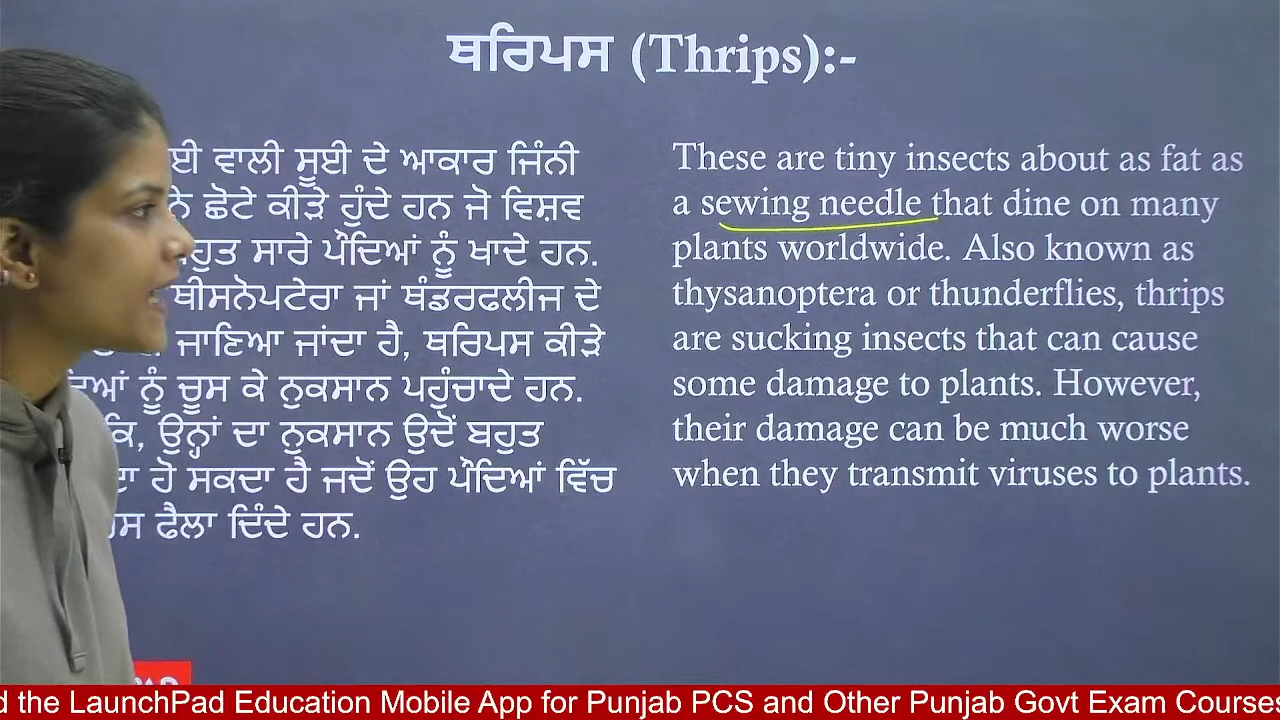 ਥਰਿਪਸ (Thrips):-
ਵਾਲੀ ਸੂਈ ਦੇ ਆਕਾਰ ਜਿੰਨੀ
ਛੋਟੇ ਕੀੜੇ ਹੁੰਦੇ ਹਨ ਜੋ ਵਿਸ਼ਵ
ਸਾਰੇ ਪੌਦਿਆਂ ਨੂੰ ਖਾਦੇ ਹਨ.
ਥੀਸਨੋਪਟੇਰਾ ਜਾਂ ਥੰਡਰਫਲੀਜ ਦੇ
ਜਾਣਿਆ ਜਾਂਦਾ ਹੈ, ਥਰਿਪਸ ਕੀੜੇ
ਨੂੰ ਚੂਸ ਕੇ ਨੁਕਸਾਨ ਪਹੁੰਚਾਦੇ ਹਨ.
ਉਨ੍ਹਾਂ ਦਾ ਨੁਕਸਾਨ ਉਦੋਂ ਬਹੁਤ
ਹੋ ਸਕਦਾ ਹੈ ਜਦੋਂ ਉਹ ਪੌਦਿਆਂ ਵਿੱਚ
ਫੈਲਾ ਦਿੰਦੇ ਹਨ.
These are tiny insects about as fat as
a sewing needle that dine on many
plants worldwide. Also known as
thysanoptera or thunderflies, thrips
are sucking insects that can cause
some damage to plants. However,
their damage can be much worse
when they transmit viruses to plants.
d the LaunchPad Education Mobile App for Punjab PCS and Other Punjab Govt Exam Courses